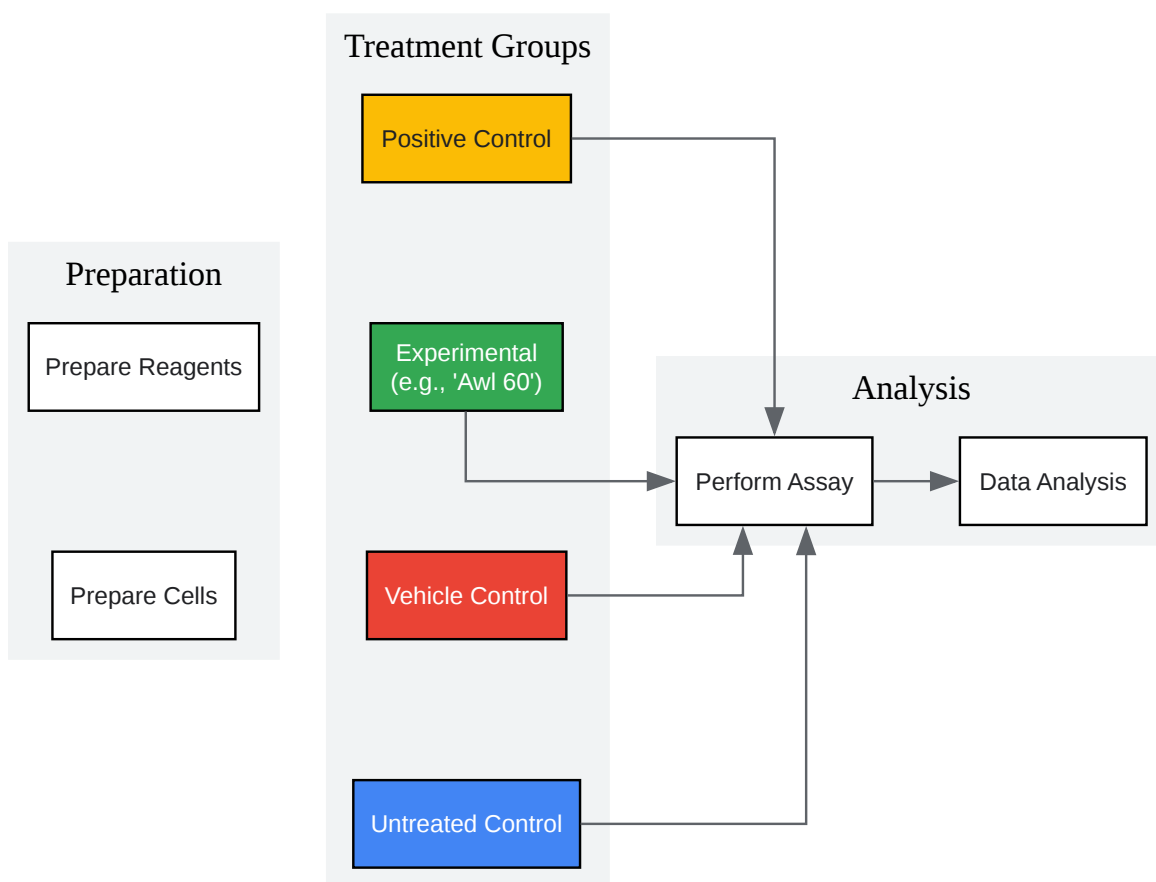 Preparation
Prepare Reagents
Prepare Cells
Treatment Groups
Positive Control
Experimental
(e.g., 'Awl 60')
Vehicle Control
Untreated Control
Analysis
Perform Assay
Data Analysis